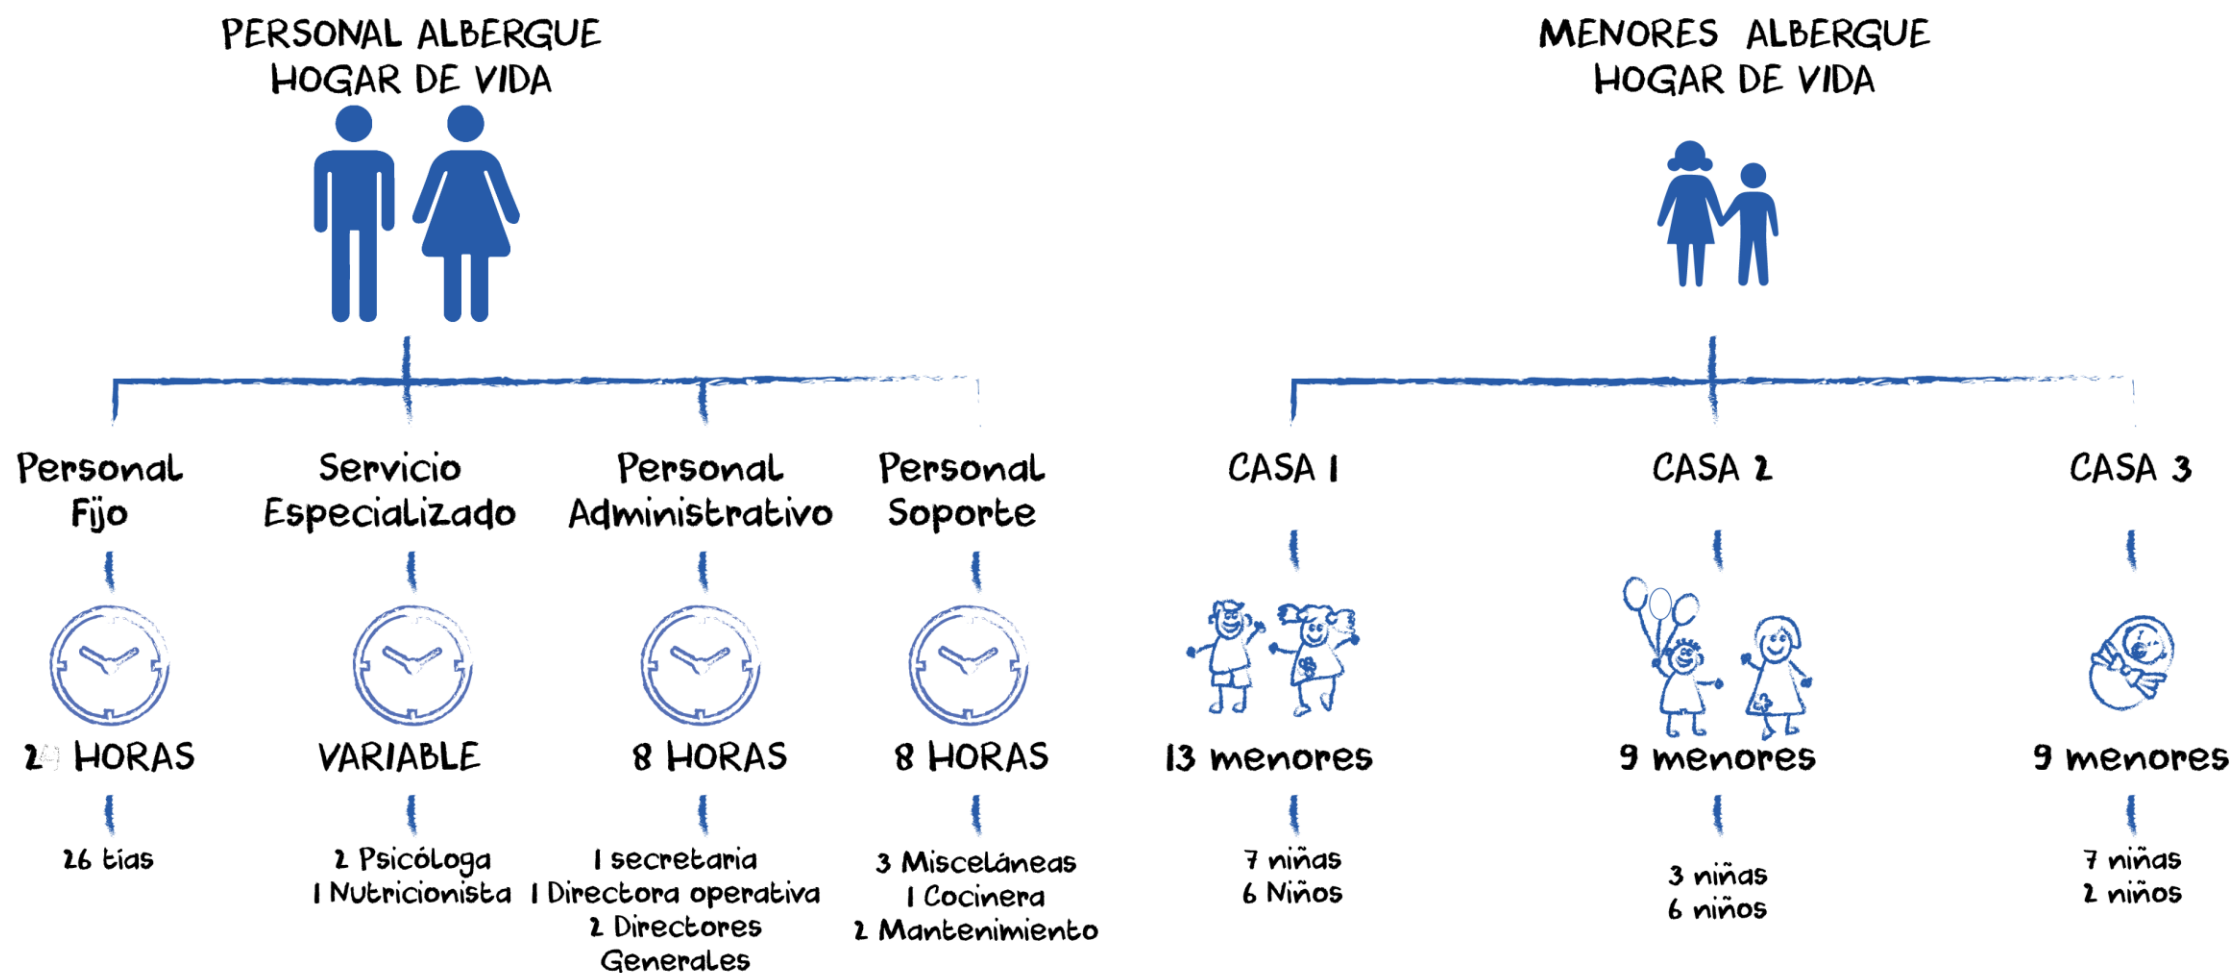 PERSONAL ALBERGUE
HOGAR DE VIDA
Personal
Fijo
24 HORAS
26 tías
Servicio
Especializado
VARIABLE
2 Psicóloga
1 Nutricionista
Personal
Administrativo
8 HORAS
1 secretaria
1 Directora operativa
2 Directores
Generales
Personal
Soporte
8 HORAS
3 Misceláneas
1 Cocinera
2 Mantenimiento
MENORES ALBERGUE
HOGAR DE VIDA
CASA 1
13 menores
7 niñas
6 Niños
CASA 2
9 menores
3 niñas
6 niños
CASA 3
9 menores
7 niñas
2 niños